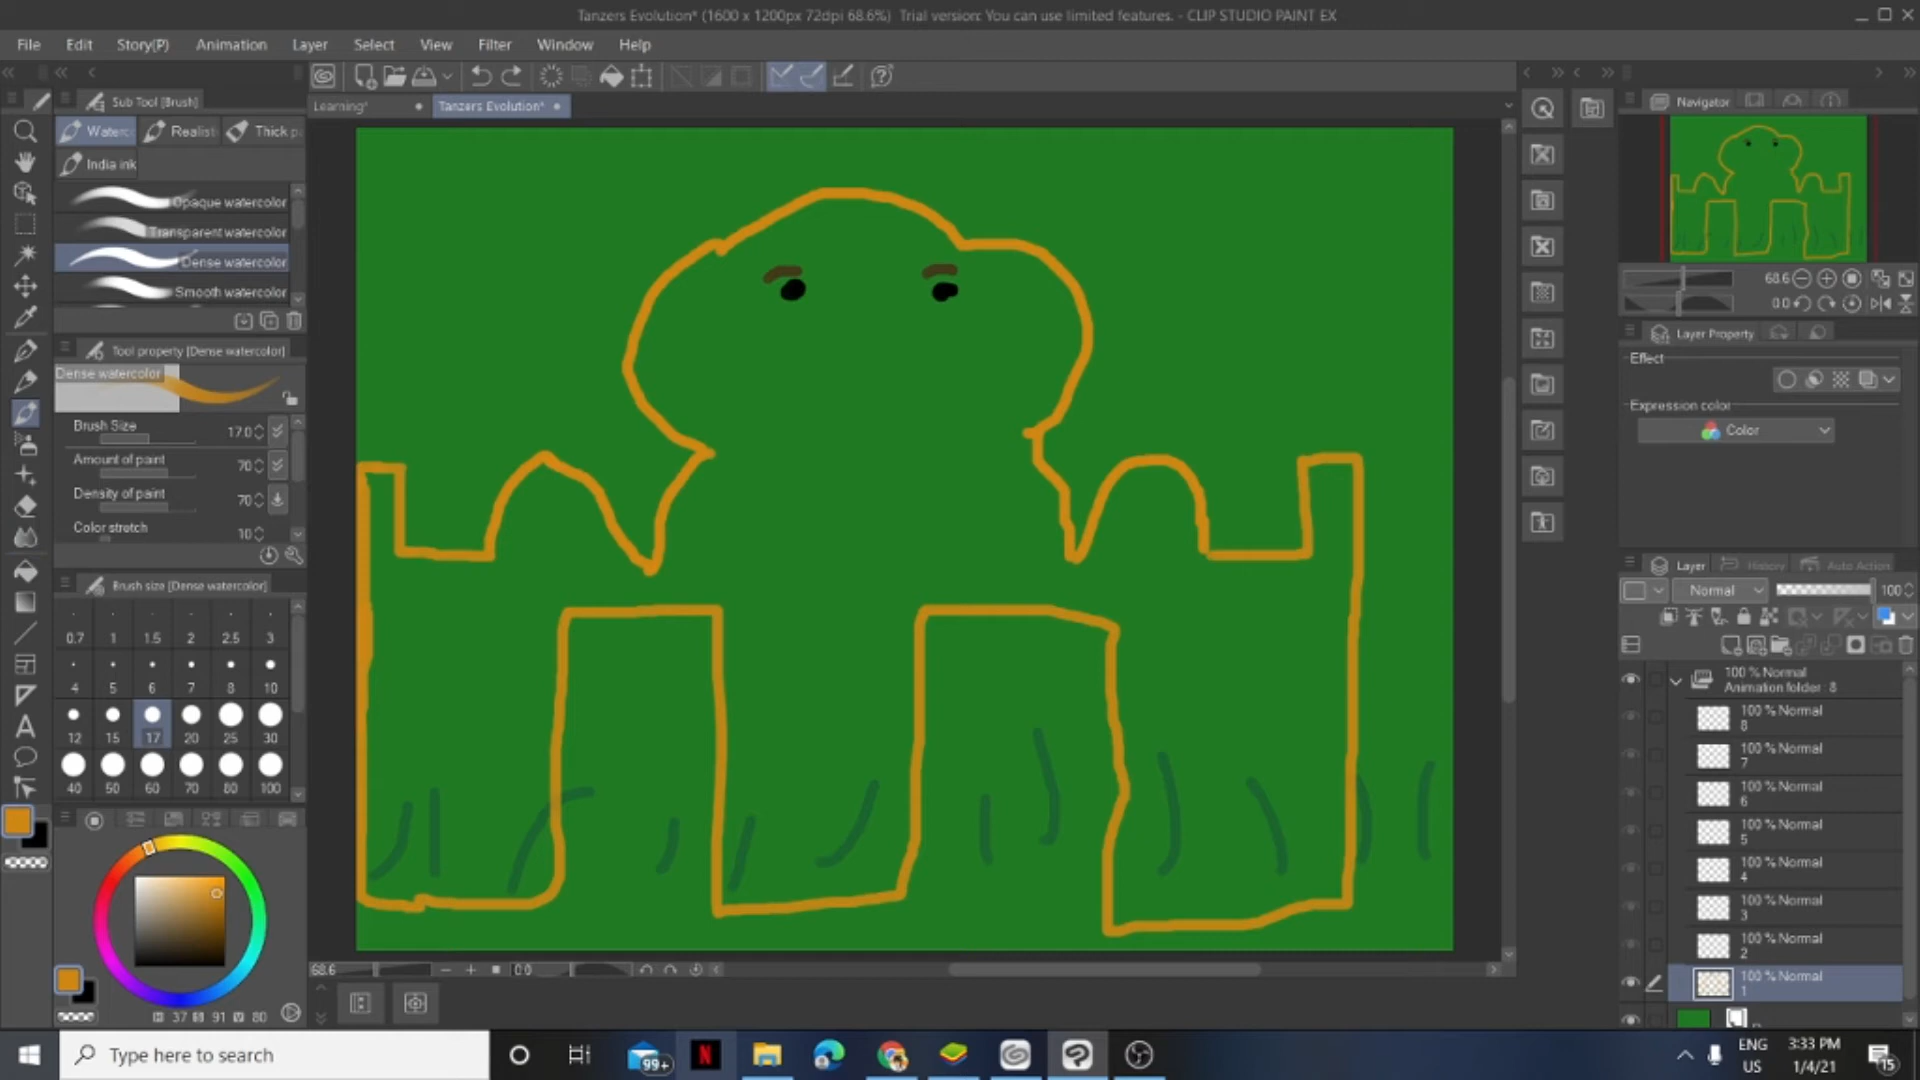 Tanzers Evolution* (1600 x 1200px 72dpi 68.6%) Trial version: You can use limited features. - CLIP STUDIO PAINT EX
File Edit Story(P) Animation Layer Select View Filter Window Help
Sub Tool [Brush]
Learning* Tanzers Evolution*
Navigator
Waterc Realist Thick p
India ink
Opaque watercolor
Transparent watercolor
Dense watercolor
Smooth watercolor
68.6
0.0
Tool property [Dense watercolor]
Dense watercolor
Brush Size 17.0
Amount of paint 70
Density of paint 70
Color stretch 10
Layer Property
Effect
Expression color
Color
Brush size [Dense watercolor]
0.7 1 1.5 2 2.5 3
4 5 6 7 8 10
12 15 17 20 25 30
40 50 60 70 80 100
Layer History Auto Action
Normal 100
100 % Normal
Animation folder : 8
100 % Normal
8
100 % Normal
7
100 % Normal
6
100 % Normal
5
100 % Normal
4
100 % Normal
3
100 % Normal
2
100 % Normal
1
68.6 0.0
H 37 S 91 V 80
Type here to search
99+
N
ENG
US
3:33 PM
1/4/21
15